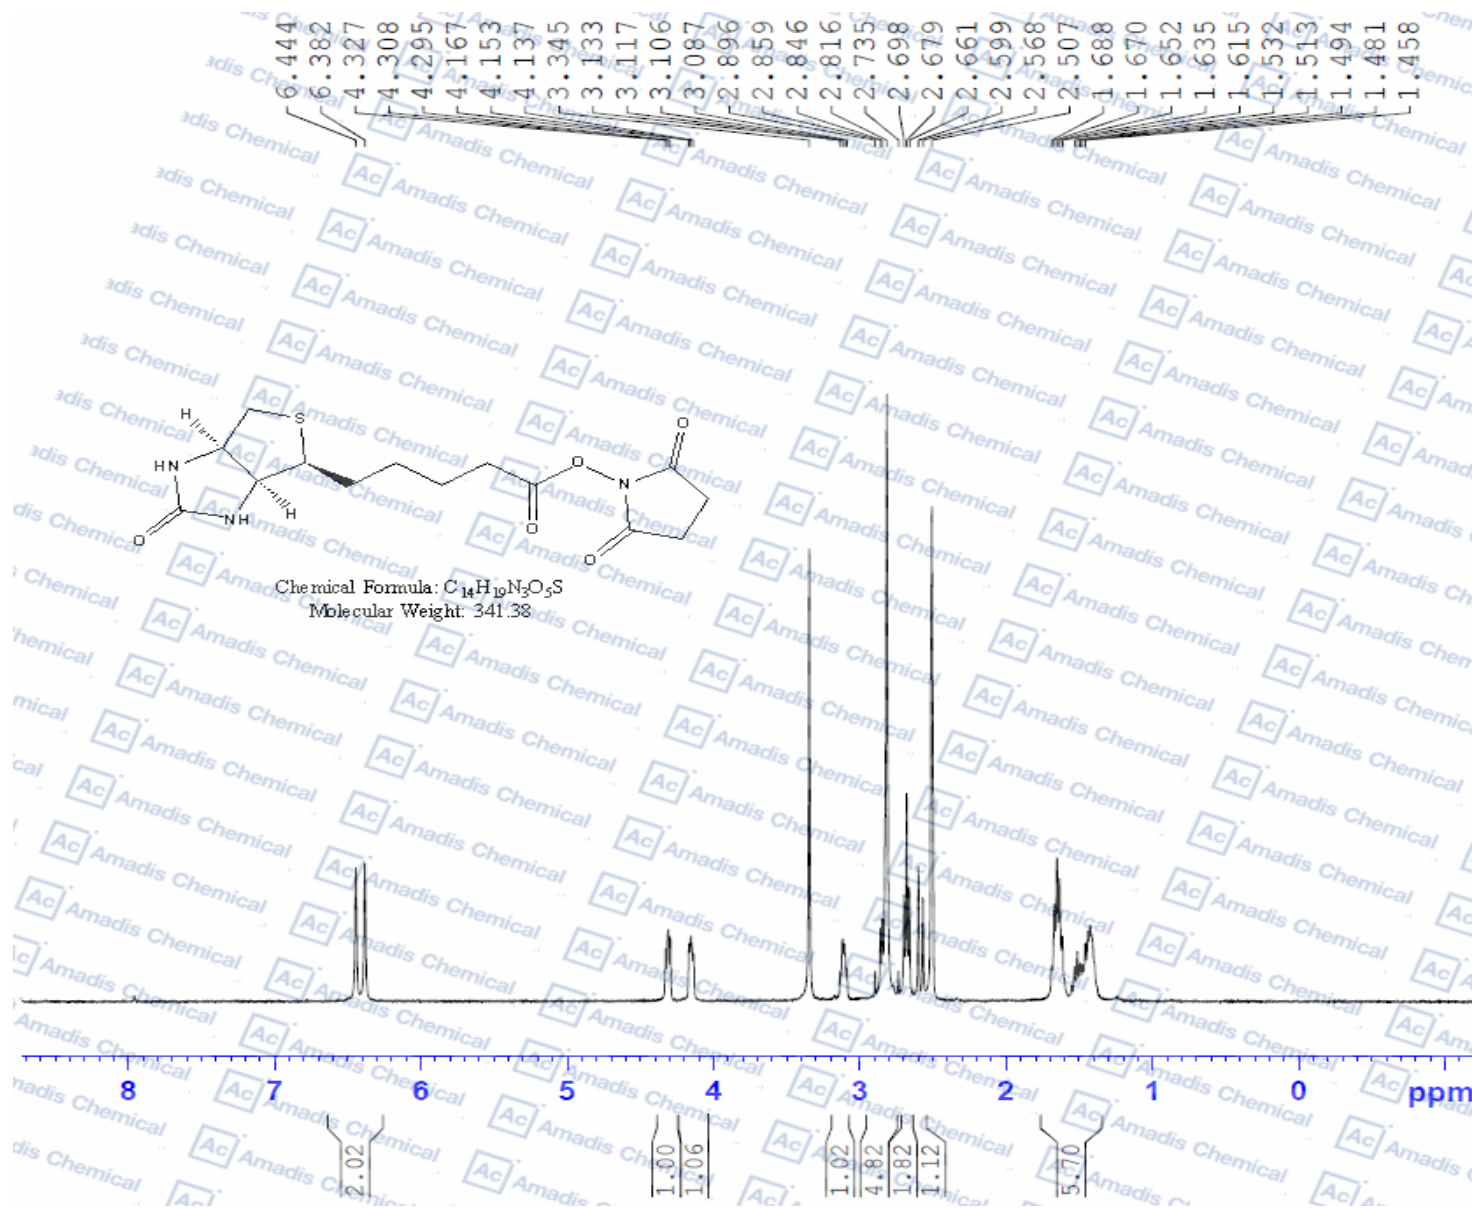 6.444
6.382
4.327
4.308
4.295
4.167
4.153
4.137
3.345
3.133
3.117
3.106
3.087
2.896
2.859
2.846
2.816
2.735
2.698
2.679
2.661
2.599
2.568
2.507
1.688
1.670
1.652
1.635
1.615
1.532
1.513
1.494
1.481
1.458
Ac Amadis Chemical
H
S
O
HN
O
N
O
NH
H
O
O
O
Chemical Formula: C₁₄H₁₉N₃O₅S
Molecular Weight: 341.38
8 7 6 5 4 3 2 1 0 ppm
2.02
1.00
1.06
1.02
4.82
1.82
1.12
5.70